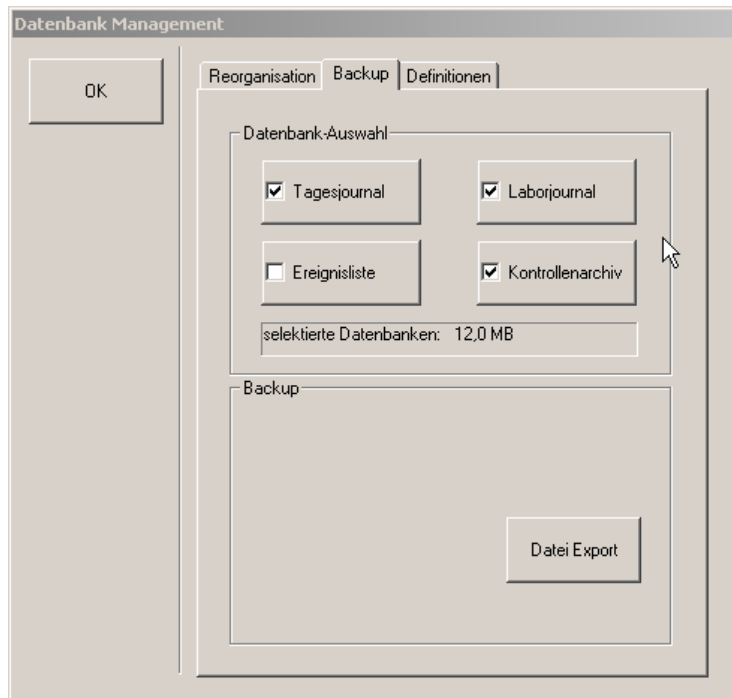 Datenbank Management
OK
Reorganisation Backup Definitionen
Datenbank-Auswahl
Tagesjournal Laborjournal
Ereignisliste Kontrollenarchiv
selektierte Datenbanken: 12,0 MB
Backup
Datei Export